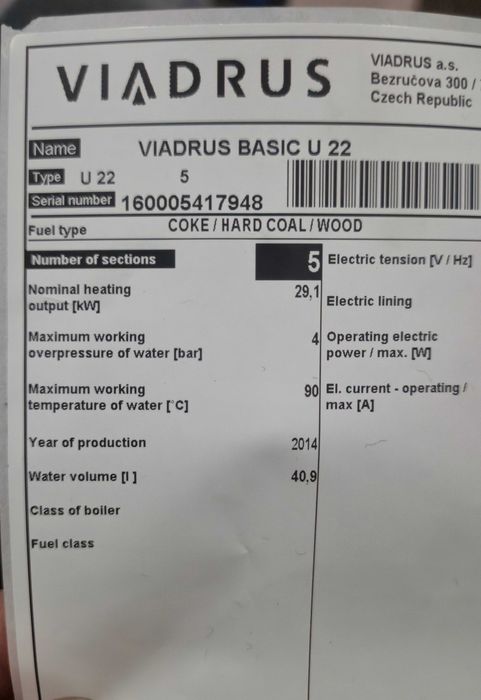 VIADRUS
VIADRUS a.s.
Bezručova 300 /
Czech Republic
Name VIADRUS BASIC U 22
Type U 22 5
Serial number 160005417948
Fuel type COKE / HARD COAL / WOOD
Number of sections 5
Nominal heating
output [kW] 29,1
Maximum working
overpressure of water [bar] 4
Maximum working
temperature of water [°C] 90
Year of production 2014
Water volume [l] 40,9
Class of boiler
Fuel class
Electric tension [V / Hz]
Electric lining
Operating electric
power / max. [W]
El. current - operating /
max [A]